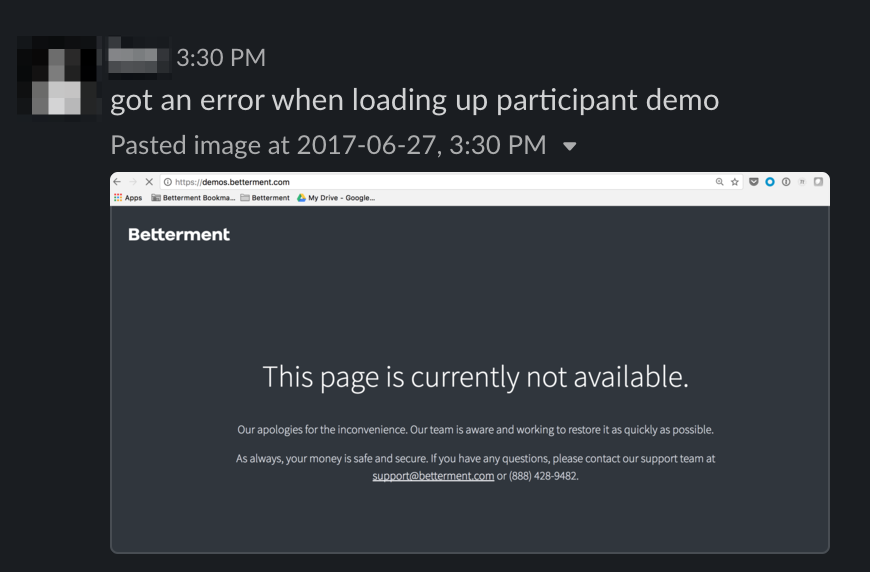 3:30 PM
got an error when loading up participant demo
Pasted image at 2017-06-27, 3:30 PM
https://demos.betterment.com
Apps Betterment Bookma... Betterment My Drive - Google...
Betterment
This page is currently not available.
Our apologies for the inconvenience. Our team is aware and working to restore it as quickly as possible.
As always, your money is safe and secure. If you have any questions, please contact our support team at
support@betterment.com or (888) 428-9482.